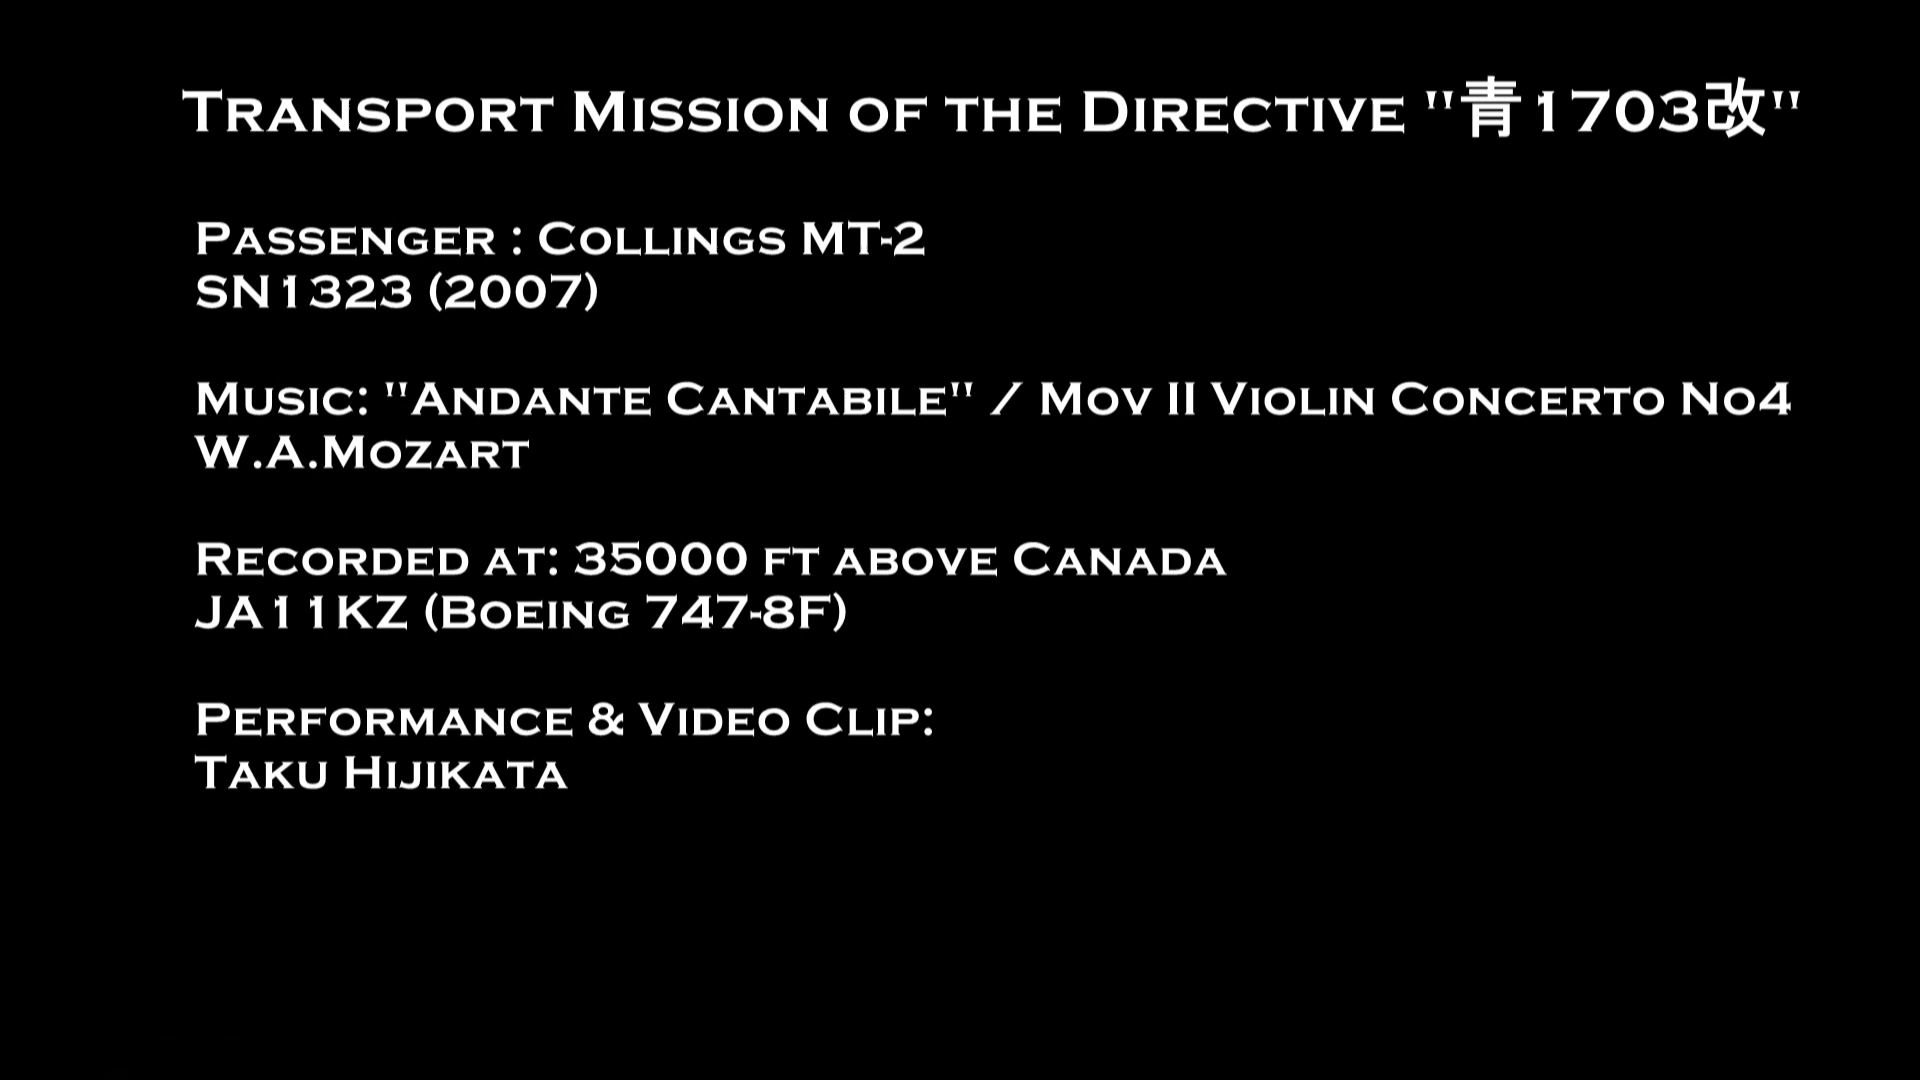 Transport Mission of the Directive "青1703改"
Passenger : Collings MT-2
SN1323 (2007)
Music: "Andante Cantabile" / Mov II Violin Concerto No4
W.A.Mozart
Recorded at: 35000 ft above Canada
JA11KZ (Boeing 747-8F)
Performance & Video Clip:
Taku Hijikata